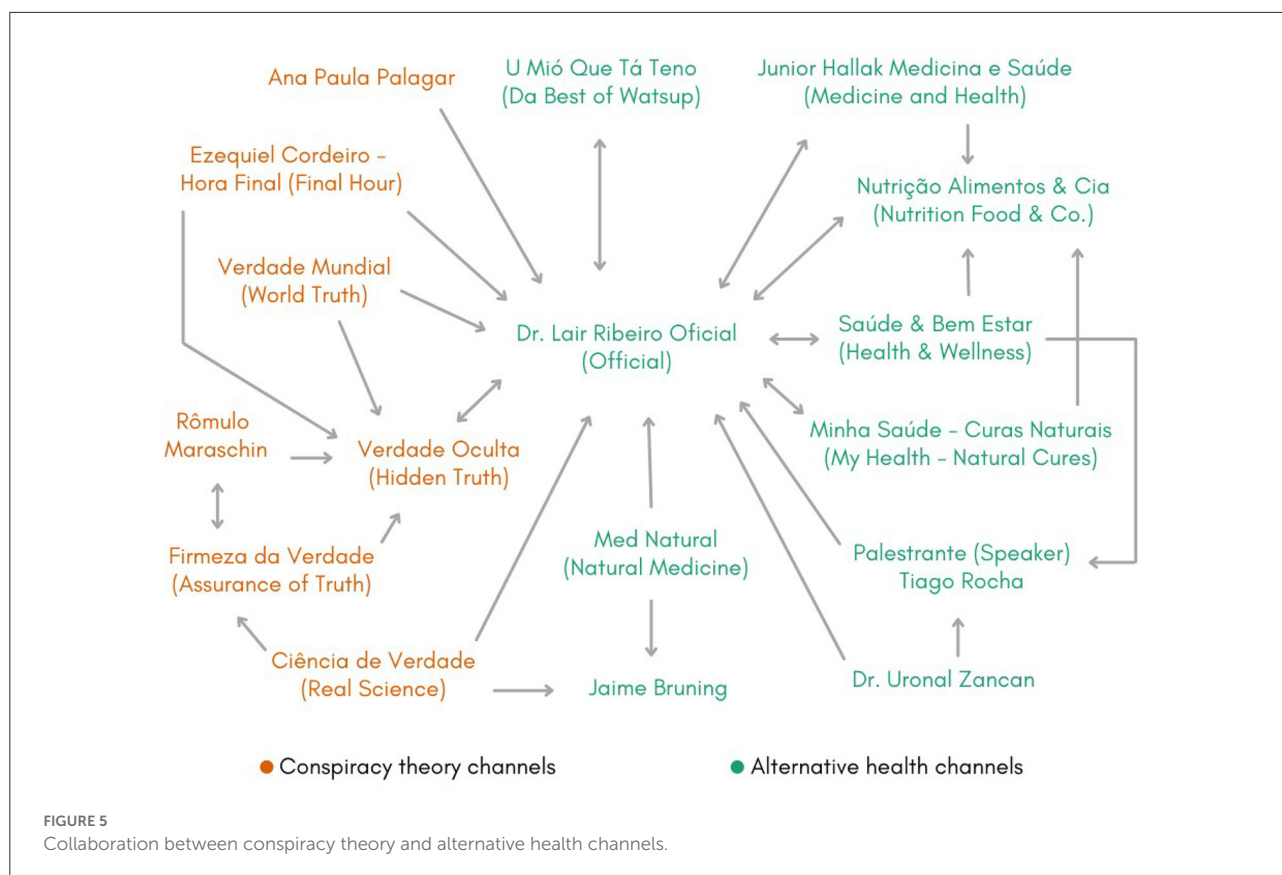 Ana Paula Palagar
U Mió Que Tá Teno
(Da Best of Watsup)
Junior Hallak Medicina e Saúde
(Medicine and Health)
Ezequiel Cordeiro -
Hora Final (Final Hour)
Nutrição Alimentos & Cia
(Nutrition Food & Co.)
Verdade Mundial
(World Truth)
Dr. Lair Ribeiro Oficial
(Official)
Saúde & Bem Estar
(Health & Wellness)
Rômulo
Maraschin
Verdade Oculta
(Hidden Truth)
Minha Saúde - Curas Naturais
(My Health - Natural Cures)
Firmeza da Verdade
(Assurance of Truth)
Med Natural
(Natural Medicine)
Palestrante (Speaker)
Tiago Rocha
Ciência de Verdade
(Real Science)
Jaime Bruning
Dr. Uronal Zancan
Conspiracy theory channels
Alternative health channels
FIGURE 5
Collaboration between conspiracy theory and alternative health channels.